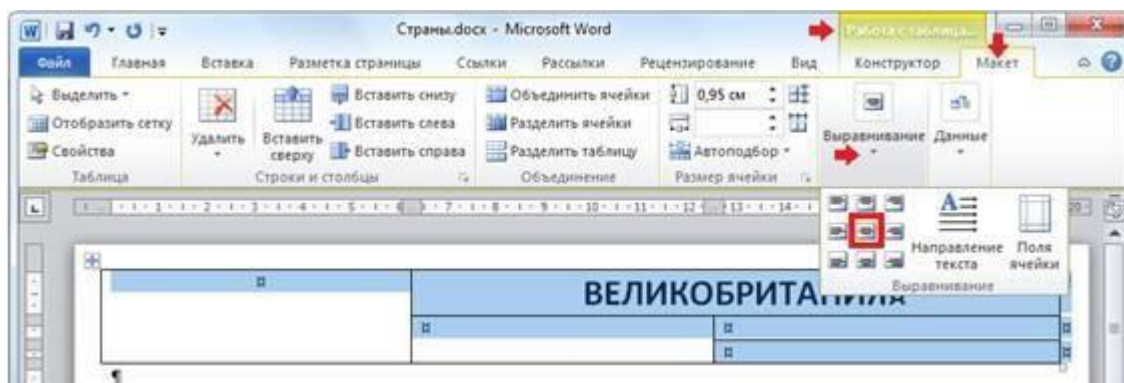 Страны.docx - Microsoft Word
Работа с таблица...
Файл Главная Вставка Разметка страницы Ссылки Рассылки Рецензирование Вид Конструктор Макет
Выделить
Отобразить сетку
Свойства
Таблица
Удалить
Вставить сверху
Вставить снизу
Вставить слева
Вставить справа
Строки и столбцы
Объединить ячейки
Разделить ячейки
Разделить таблицу
Объединение
0,95 см
Автоподбор
Размер ячейки
Выравнивание
Данные
Направление текста
Поля ячейки
Выравнивание
ВЕЛИКОБРИТАНИЯ